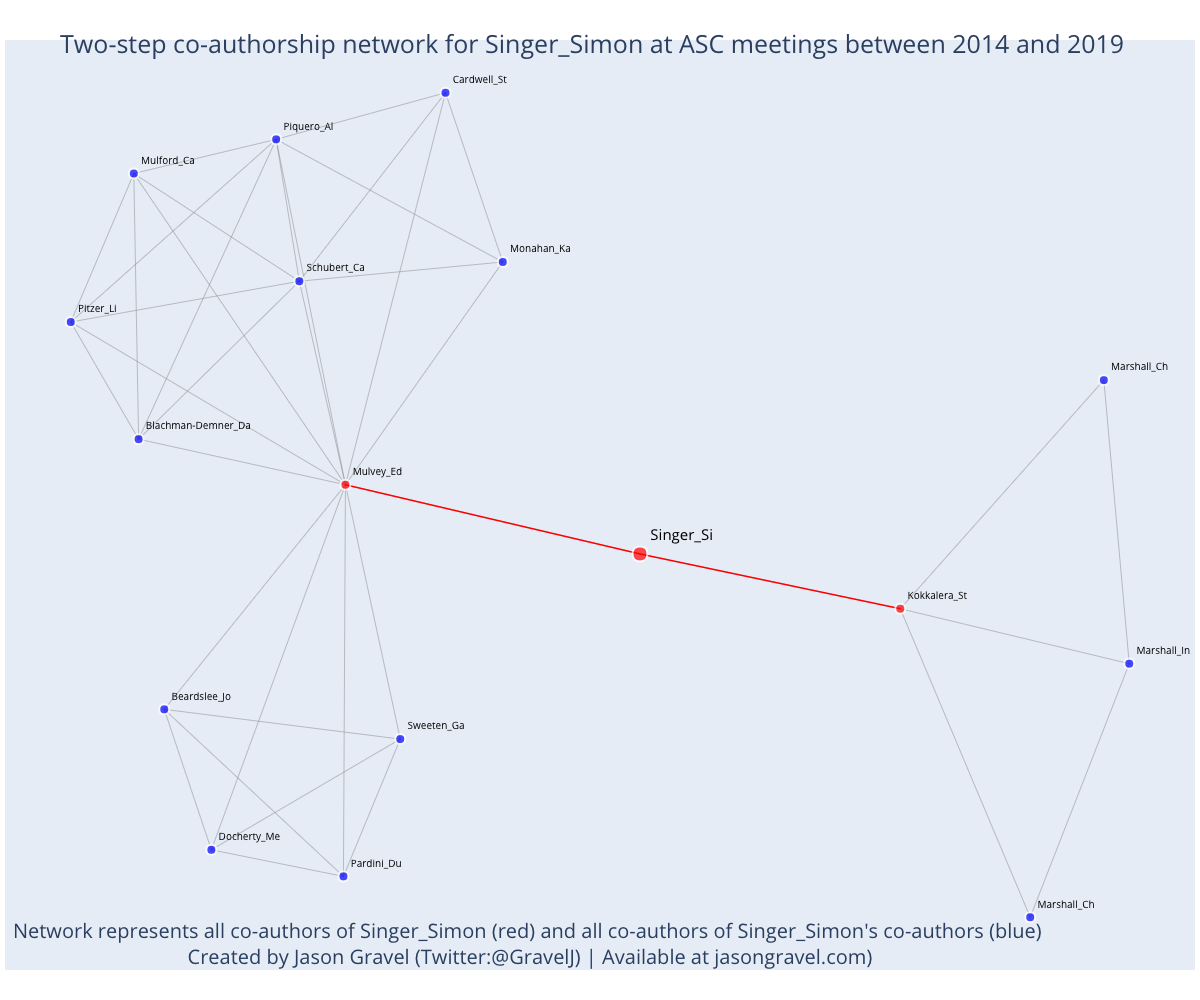 Two-step co-authorship network for Singer_Simon at ASC meetings between 2014 and 2019
Cardwell_St
Piquero_Al
Mulford_Ca
Monahan_Ka
Schubert_Ca
Pitzer_Li
Marshall_Ch
Blachman-Demner_Da
Mulvey_Ed
Singer_Si
Kokkalera_St
Marshall_In
Beardslee_Jo
Sweeten_Ga
Docherty_Me
Pardini_Du
Marshall_Ch
Network represents all co-authors of Singer_Simon (red) and all co-authors of Singer_Simon's co-authors (blue)
Created by Jason Gravel (Twitter:@GravelJ) | Available at jasongravel.com)